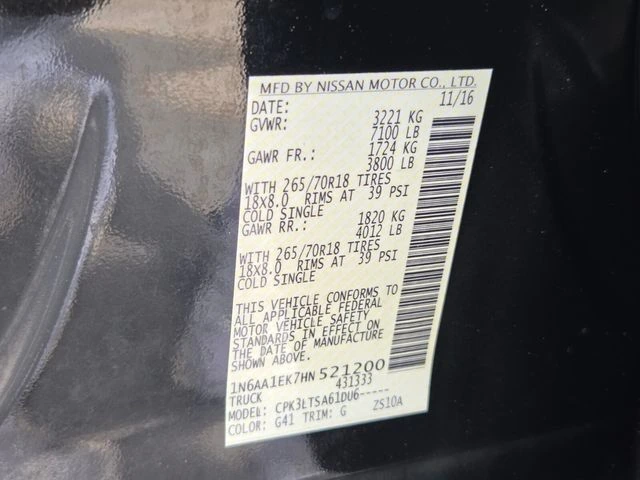 MFD BY NISSAN MOTOR CO., LTD.
DATE: 11/16
GVWR: 3221 KG
7100 LB
GAWR FR.: 1724 KG
3800 LB
WITH 265/70R18 TIRES
18X8.0 RIMS AT 39 PSI
COLD SINGLE
GAWR RR.: 1820 KG
4012 LB
WITH 265/70R18 TIRES
18X8.0 RIMS AT 39 PSI
COLD SINGLE
THIS VEHICLE CONFORMS TO
ALL APPLICABLE FEDERAL
MOTOR VEHICLE SAFETY
STANDARDS IN EFFECT ON
THE DATE OF MANUFACTURE
SHOWN ABOVE.
1N6AA1EK7HN521200
TRUCK 431333
MODEL: CPK3LTSA61DU6-----
COLOR: G41 TRIM: G ZS10A